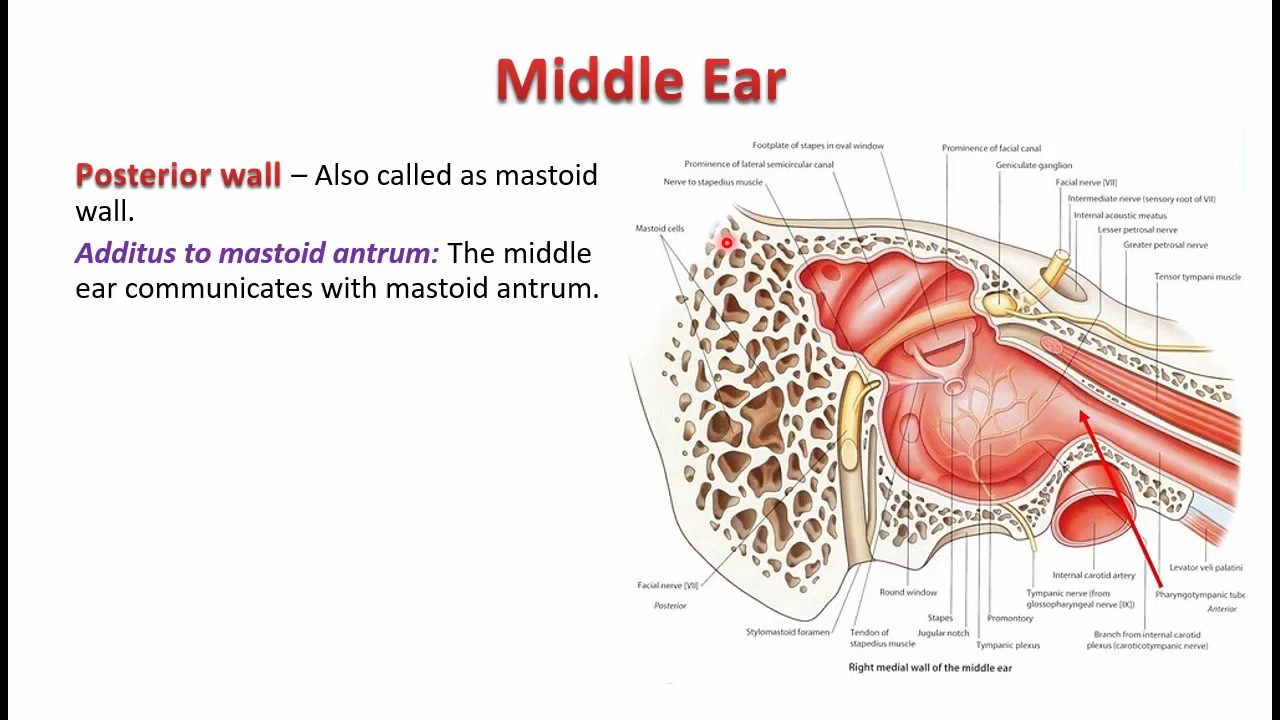 Middle Ear
Posterior wall – Also called as mastoid
wall.
Additus to mastoid antrum: The middle
ear communicates with mastoid antrum.
Footplate of stapes in oval window
Prominence of lateral semicircular canal
Nerve to stapedius muscle
Mastoid cells
Prominence of facial canal
Geniculate ganglion
Facial nerve [VII]
Intermediate nerve (sensory root of VII)
Internal acoustic meatus
Lesser petrosal nerve
Greater petrosal nerve
Tensor tympani muscle
Levator veli palatini
Internal carotid artery
Pharyngotympanic tube
Anterior
Tympanic nerve (from
glossopharyngeal nerve [IX])
Branch from internal carotid
plexus (caroticotympanic nerve)
Facial nerve [VII]
Posterior
Round window
Stapes
Promontory
Stylomastoid foramen
Tendon of
stapedius muscle
Jugular notch
Tympanic plexus
Right medial wall of the middle ear